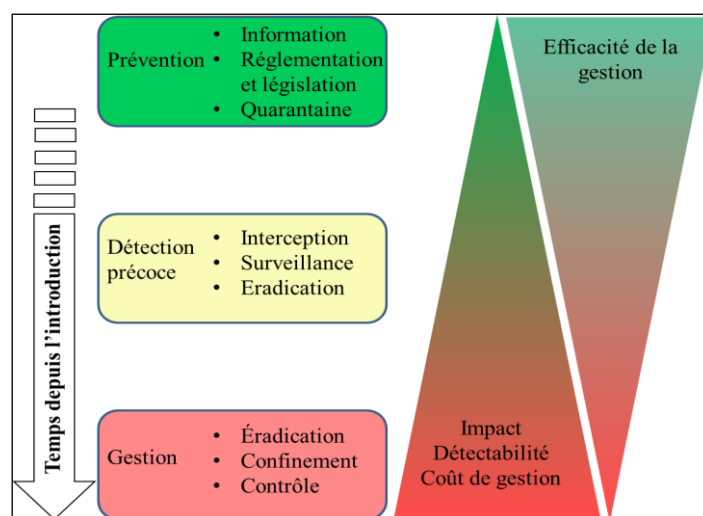 Prévention
• Information
• Réglementation
et législation
• Quarantaine
Efficacité de la
gestion
Temps depuis l’introduction
Détection
précoce
• Interception
• Surveillance
• Eradication
Gestion
• Éradication
• Confinement
• Contrôle
Impact
Détectabilité
Coût de gestion